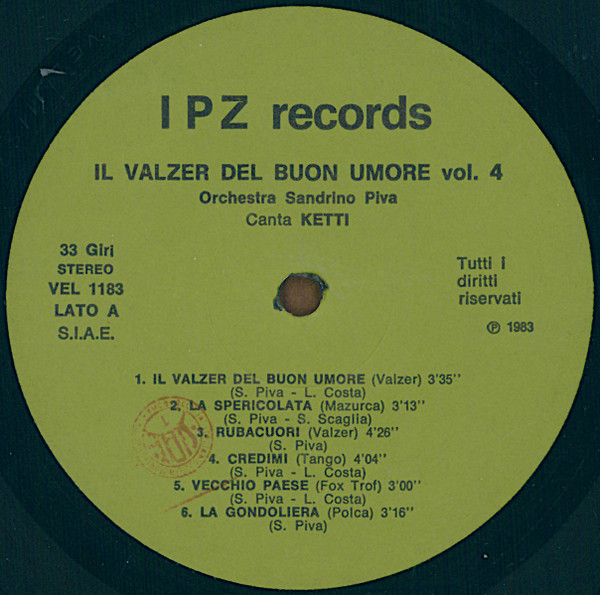 IPZ records
IL VALZER DEL BUON UMORE vol. 4
Orchestra Sandrino Piva
Canta KETTI
33 Giri
STEREO
VEL 1183
LATO A
S.I.A.E.
Tutti i
diritti
riservati
℗ 1983
1. IL VALZER DEL BUON UMORE (Valzer) 3'35''
(S. Piva - L. Costa)
2. LA SPERICOLATA (Mazurca) 3'13''
(S. Piva - S. Scaglia)
3. RUBACUORI (Valzer) 4'26''
(S. Piva)
4. CREDIMI (Tango) 4'04''
(S. Piva - L. Costa)
5. VECCHIO PAESE (Fox Trof) 3'00''
(S. Piva - L. Costa)
6. LA GONDOLIERA (Polca) 3'16''
(S. Piva)